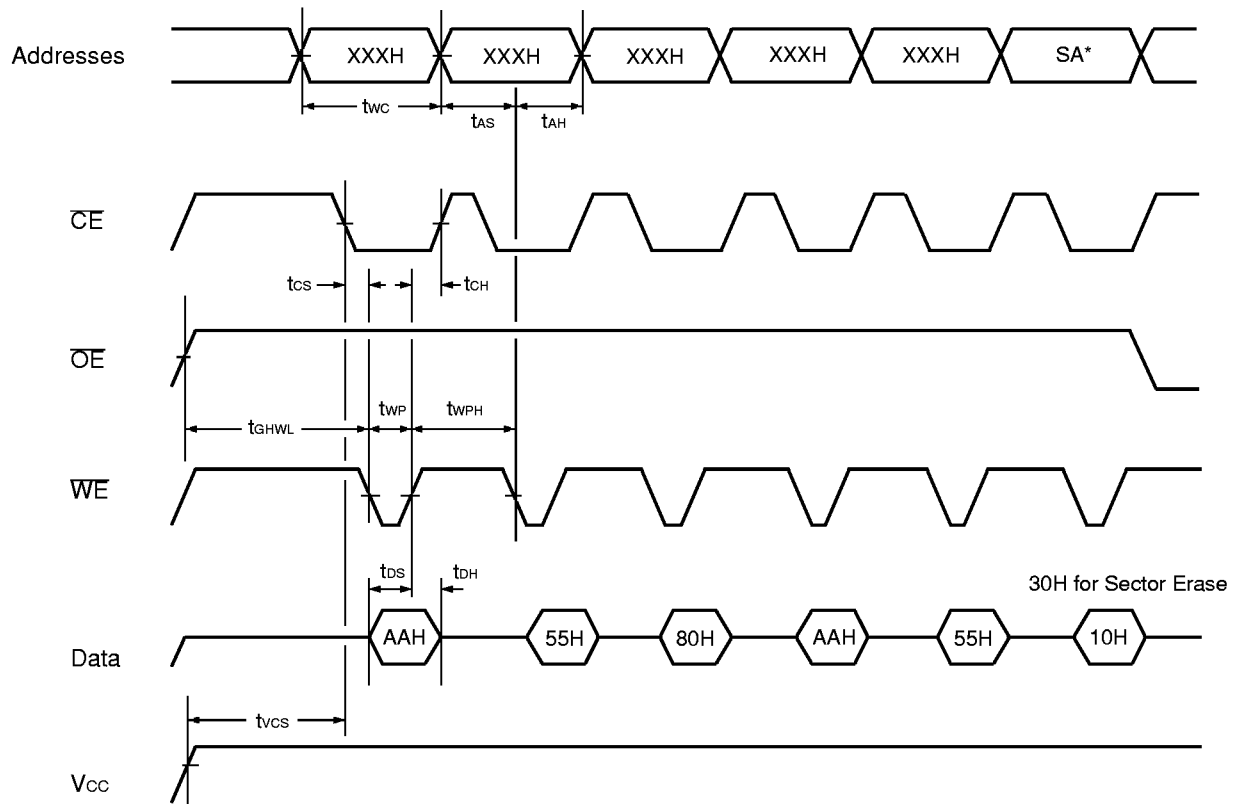 Addresses XXXH XXXH XXXH XXXH XXXH SA*
tWC tAS tAH
CE
tCS tCH
OE
tGHWL tWP tWPH
WE
tDS tDH
30H for Sector Erase
Data AAH 55H 80H AAH 55H 10H
tVCS
VCC